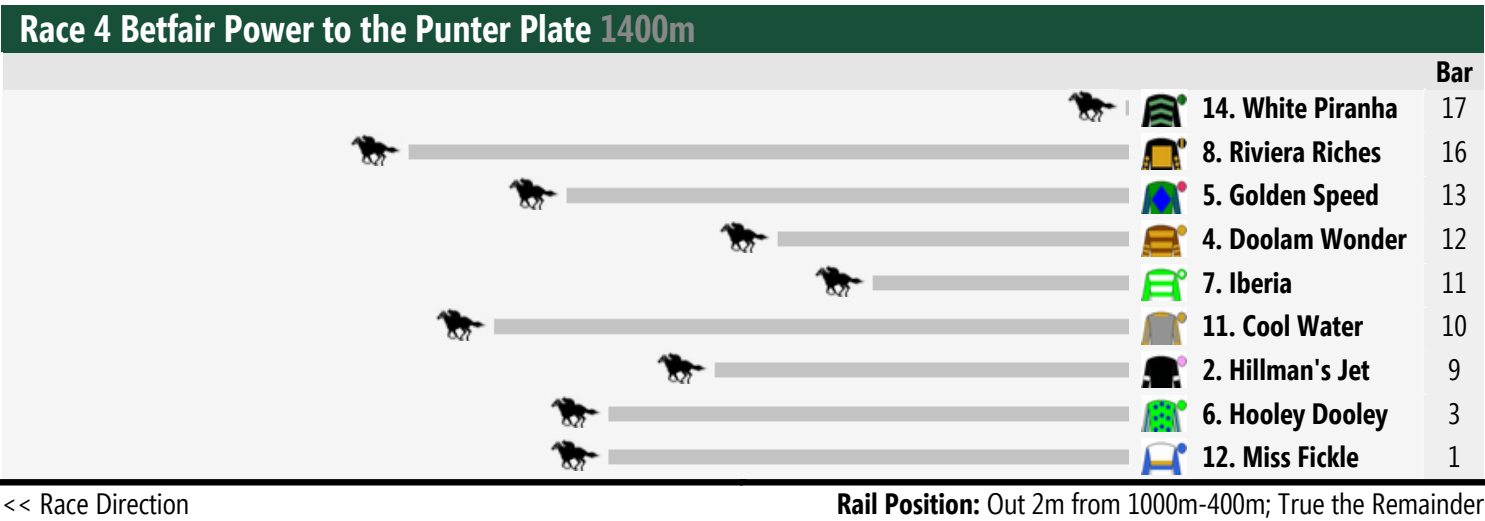 Race 4 Betfair Power to the Punter Plate 1400m
Bar
14. White Piranha 17
8. Riviera Riches 16
5. Golden Speed 13
4. Doolam Wonder 12
7. Iberia 11
11. Cool Water 10
2. Hillman's Jet 9
6. Hooley Dooley 3
12. Miss Fickle 1
<< Race Direction Rail Position: Out 2m from 1000m-400m; True the Remainder